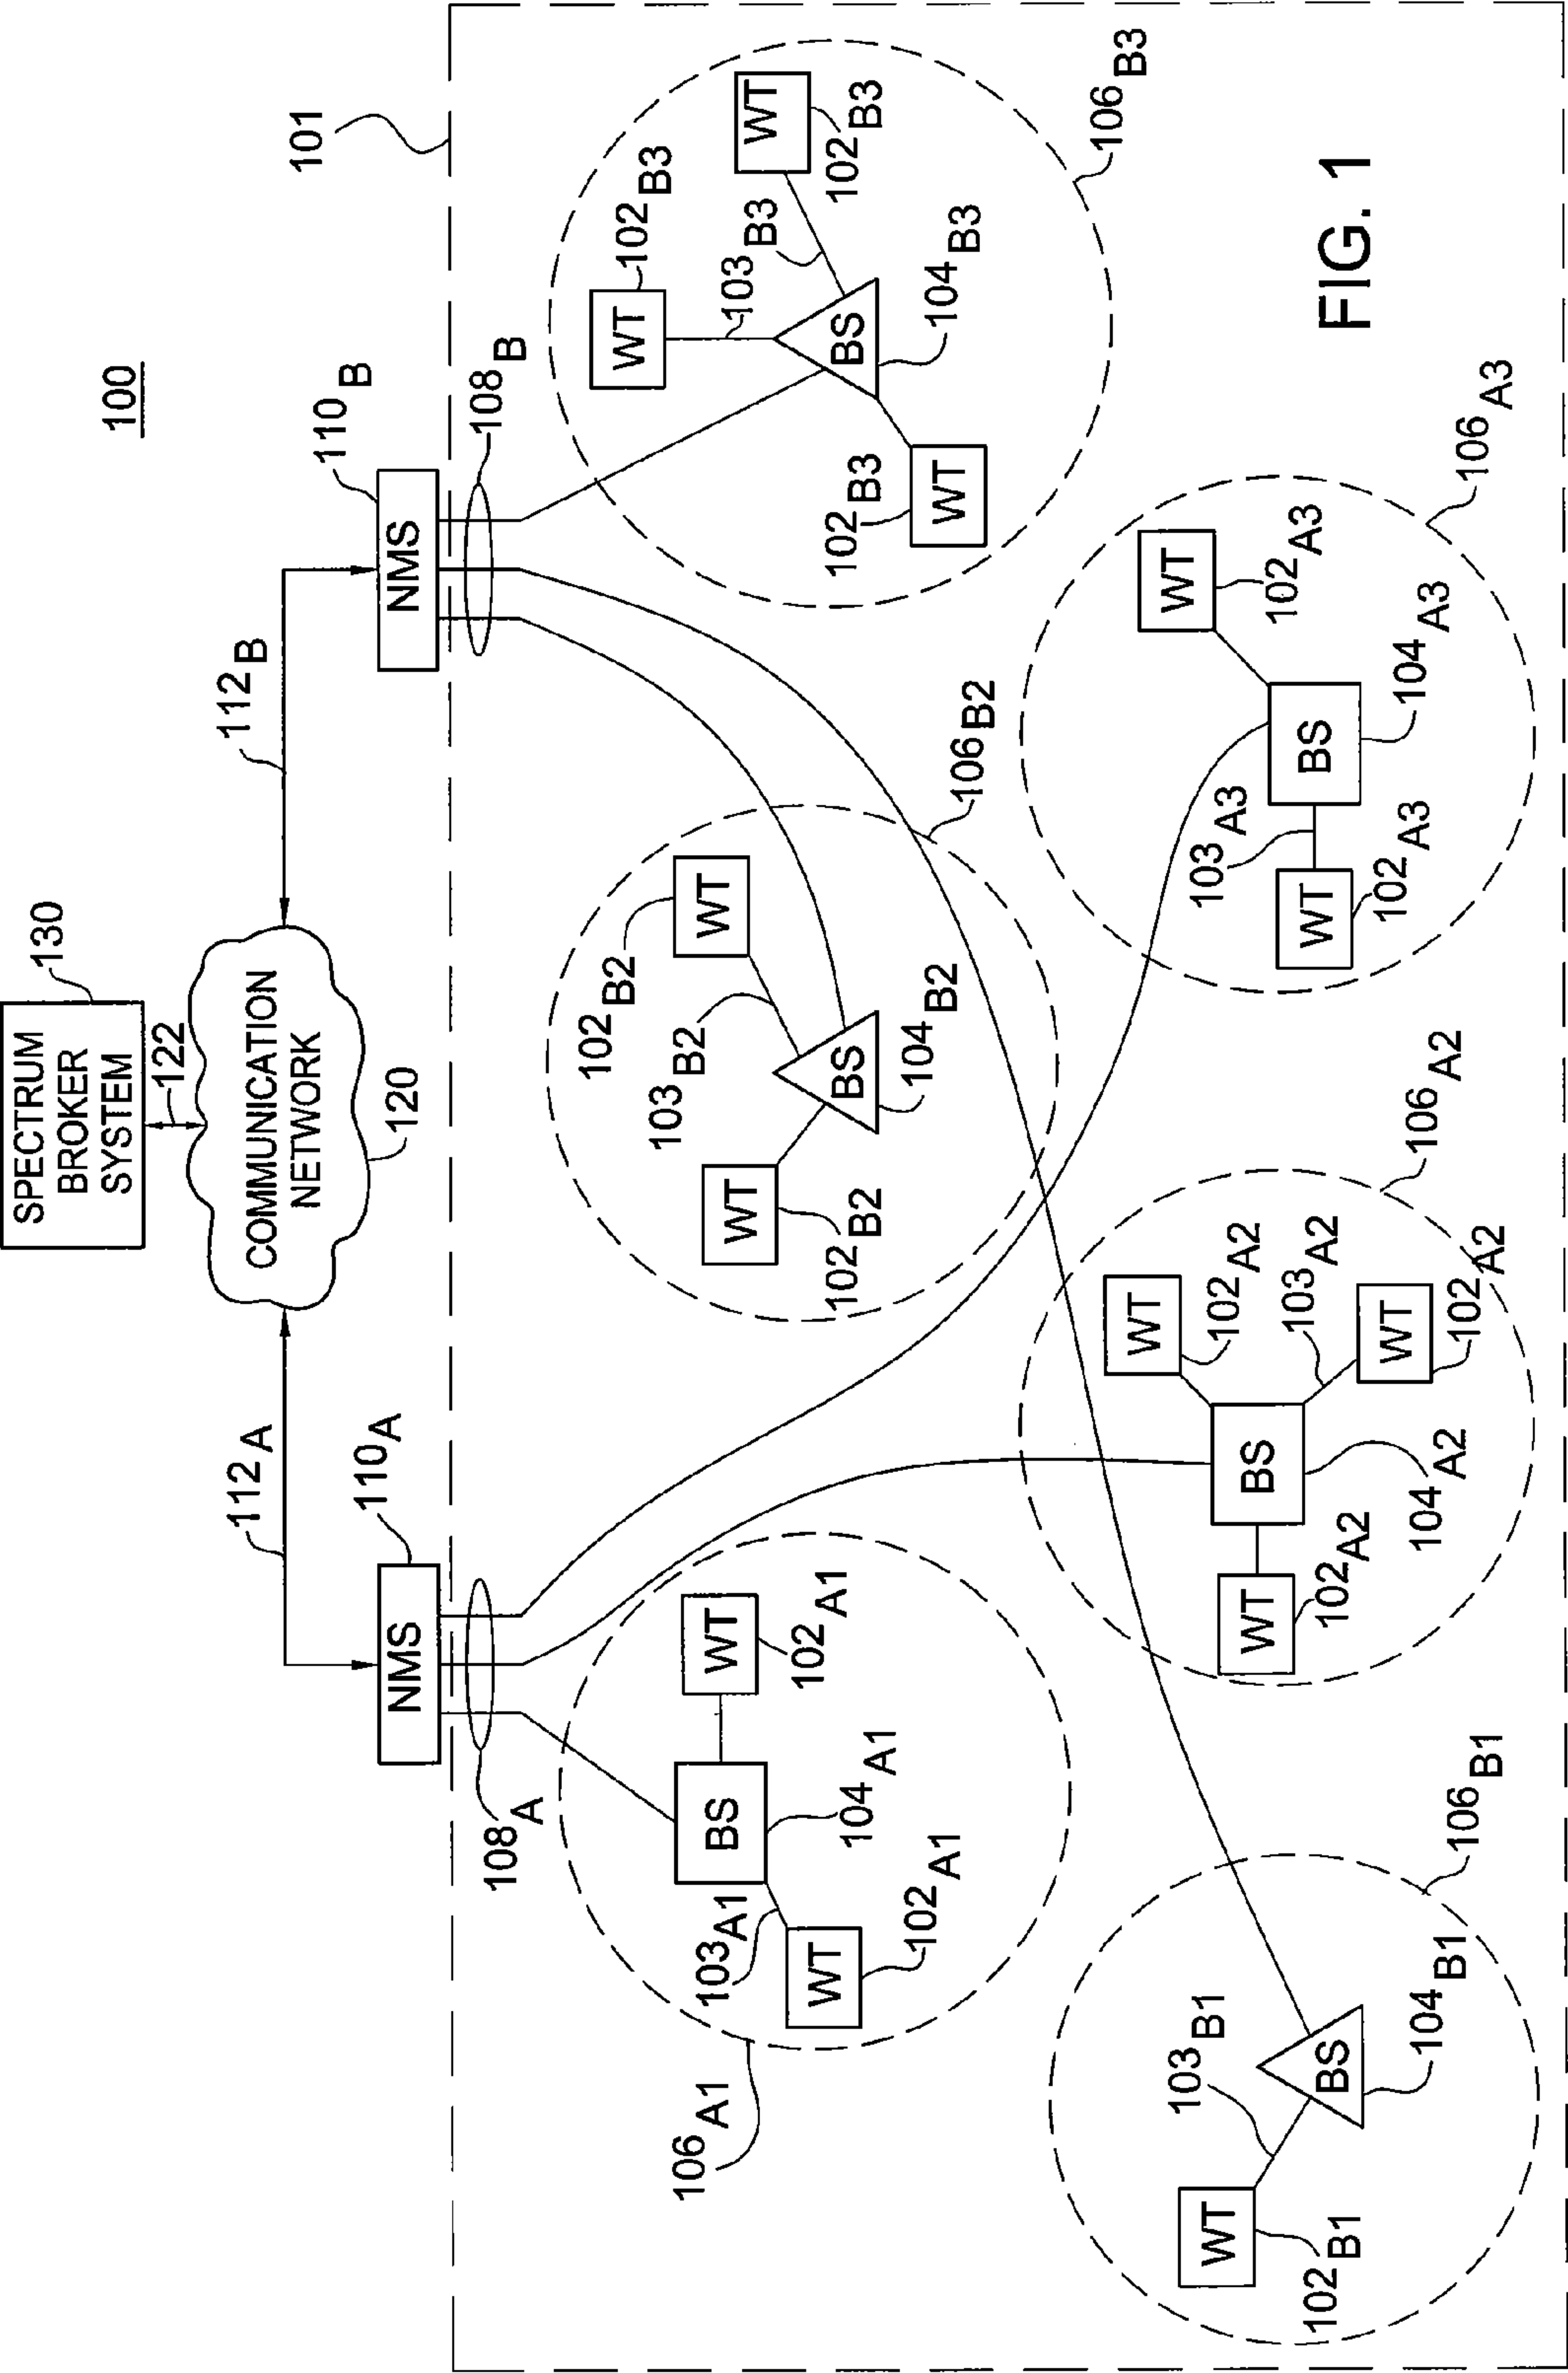 100
SPECTRUM
BROKER
SYSTEM
130
122
COMMUNICATION
NETWORK
120
112A
112B
110A
NMS
110B
NMS
101
108A
108B
106A1
BS
WT
102A1
104A1
103A1
WT
102A1
102B2
WT
103B2
BS
104B2
WT
102B2
106B2
WT
102B3
103B3
WT
102B3
BS
104B3
102B3
WT
106B3
106B1
WT
102B1
103B1
BS
104B1
106A2
WT
102A2
BS
104A2
WT
102A2
103A2
WT
102A2
106A3
WT
102A3
103A3
BS
104A3
WT
102A3
FIG. 1